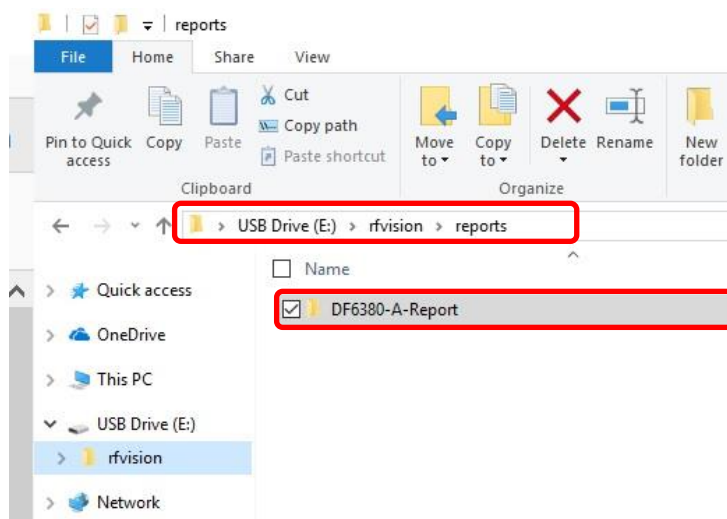 reports
File Home Share View
Pin to Quick access
Copy
Paste
Cut
Copy path
Paste shortcut
Move to
Copy to
Delete
Rename
New folder
Clipboard
Organize
USB Drive (E:) › rfvision › reports
Name
DF6380-A-Report
Quick access
OneDrive
This PC
USB Drive (E:)
rfvision
Network